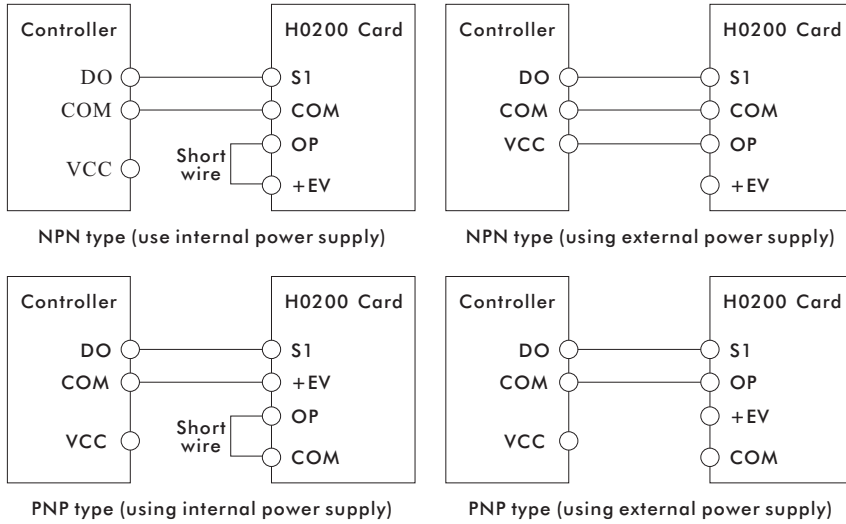 Controller
H0200 Card
DO
S1
COM
COM
OP
Short
wire
VCC
+EV
NPN type (use internal power supply)
Controller
H0200 Card
DO
S1
COM
COM
VCC
OP
+EV
NPN type (using external power supply)
Controller
H0200 Card
DO
S1
COM
+EV
OP
Short
wire
VCC
COM
PNP type (using internal power supply)
Controller
H0200 Card
DO
S1
COM
OP
+EV
VCC
COM
PNP type (using external power supply)